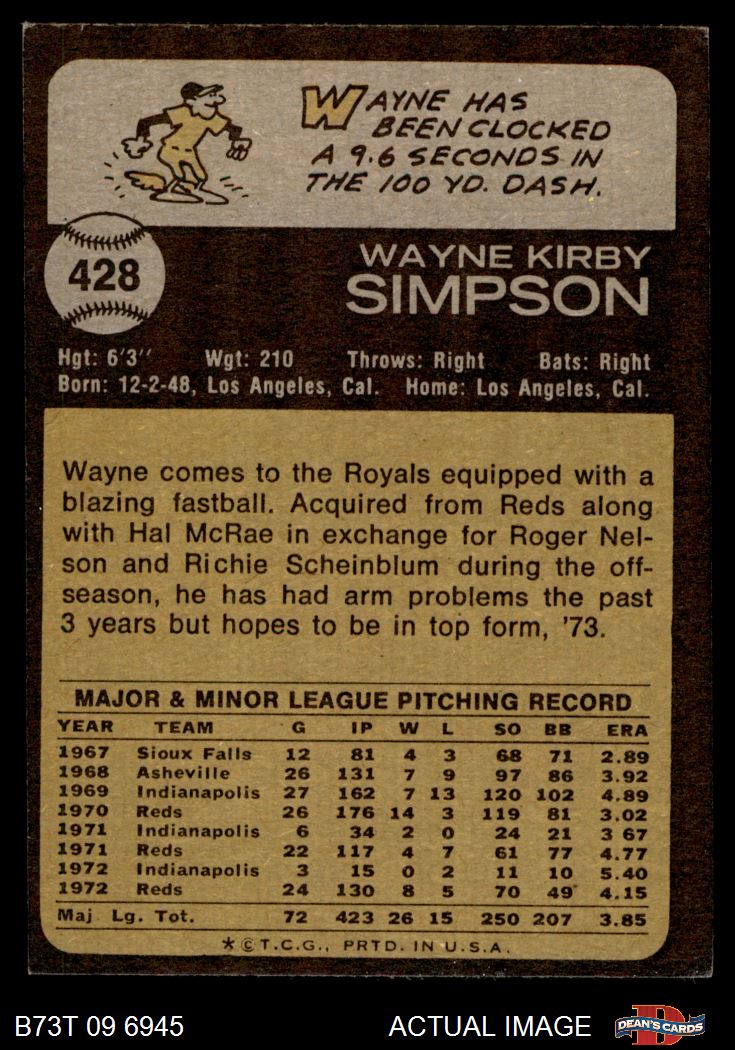 WAYNE HAS
BEEN CLOCKED
A 9.6 SECONDS IN
THE 100 YD. DASH.
428
WAYNE KIRBY
SIMPSON
Hgt: 6'3" Wgt: 210 Throws: Right Bats: Right
Born: 12-2-48, Los Angeles, Cal. Home: Los Angeles, Cal.
Wayne comes to the Royals equipped with a
blazing fastball. Acquired from Reds along
with Hal McRae in exchange for Roger Nel-
son and Richie Scheinblum during the off-
season, he has had arm problems the past
3 years but hopes to be in top form, '73.
MAJOR & MINOR LEAGUE PITCHING RECORD
YEAR TEAM G IP W L SO BB ERA
1967 Sioux Falls 12 81 4 3 68 71 2.89
1968 Asheville 26 131 7 9 97 86 3.92
1969 Indianapolis 27 162 7 13 120 102 4.89
1970 Reds 26 176 14 3 119 81 3.02
1971 Indianapolis 6 34 2 0 24 21 3 67
1971 Reds 22 117 4 7 61 77 4.77
1972 Indianapolis 3 15 0 2 11 10 5.40
1972 Reds 24 130 8 5 70 49 4.15
Maj. Lg. Tot. 72 423 26 15 250 207 3.85
*©T.C.G., PRTD. IN U.S.A.
B73T 09 6945 ACTUAL IMAGE D DEAN'S CARDS